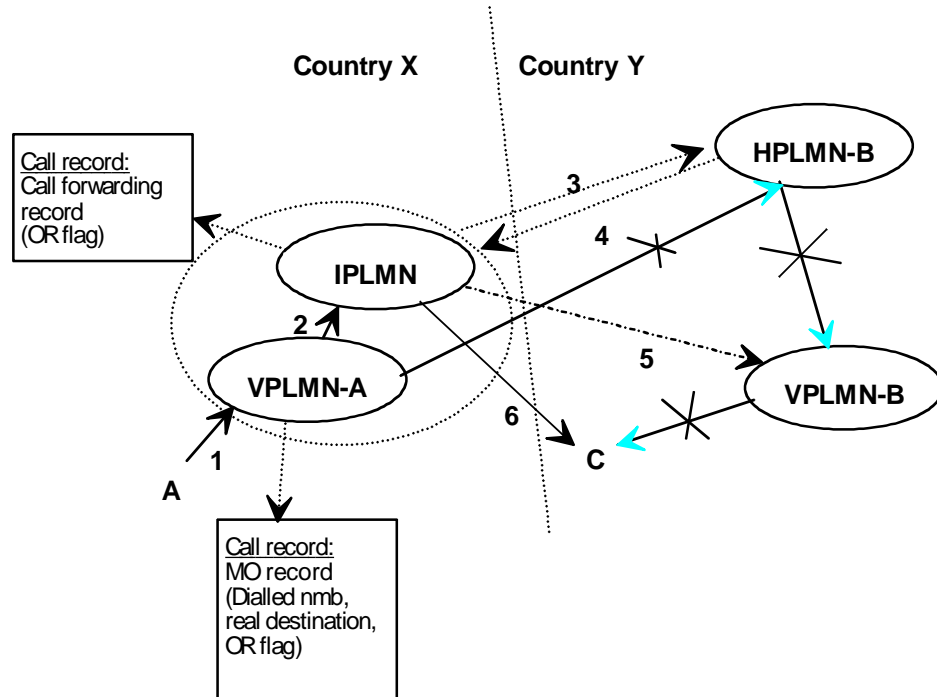 Country X
Country Y
Call record:
Call forwarding
record
(OR flag)
HPLMN-B
3
4
IPLMN
2
5
VPLMN-A
VPLMN-B
6
1
C
A
Call record:
MO record
(Dialled nmb,
real destination,
OR flag)